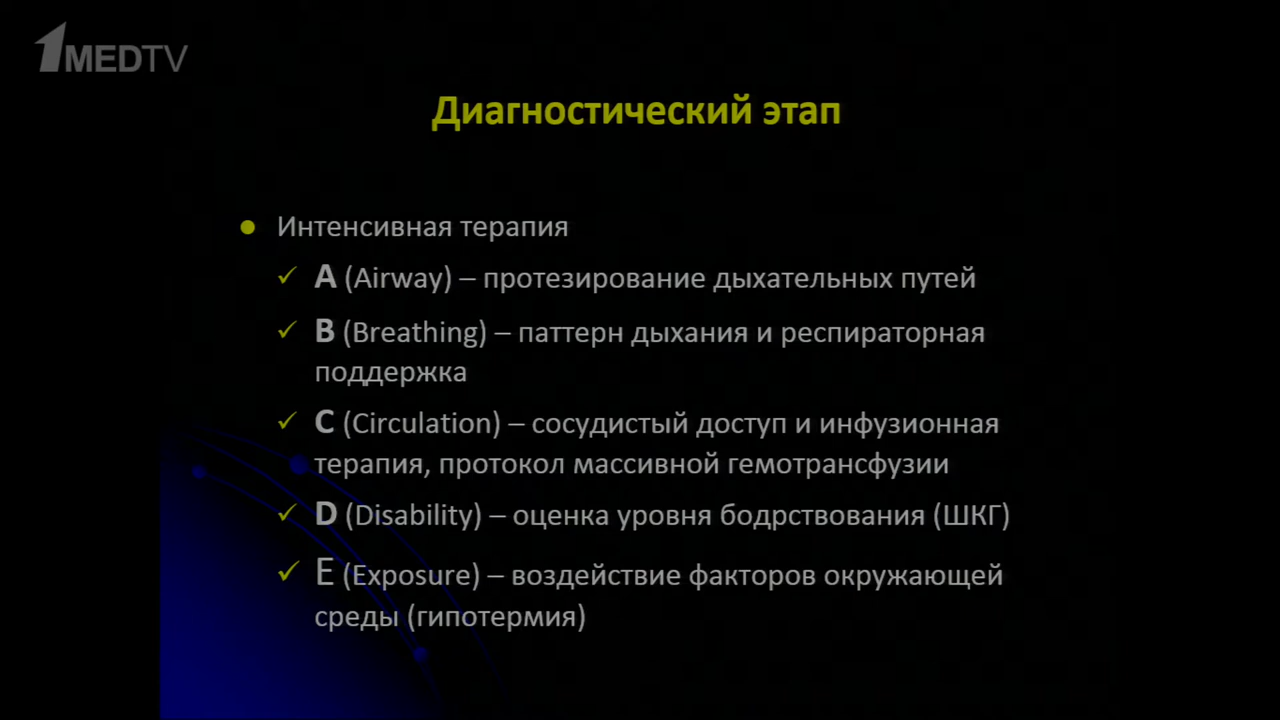 1MEDTV
Диагностический этап
Интенсивная терапия
A (Airway) – протезирование дыхательных путей
B (Breathing) – паттерн дыхания и респираторная
поддержка
C (Circulation) – сосудистый доступ и инфузионная
терапия, протокол массивной гемотрансфузии
D (Disability) – оценка уровня бодрствования (ШКГ)
E (Exposure) – воздействие факторов окружающей
среды (гипотермия)